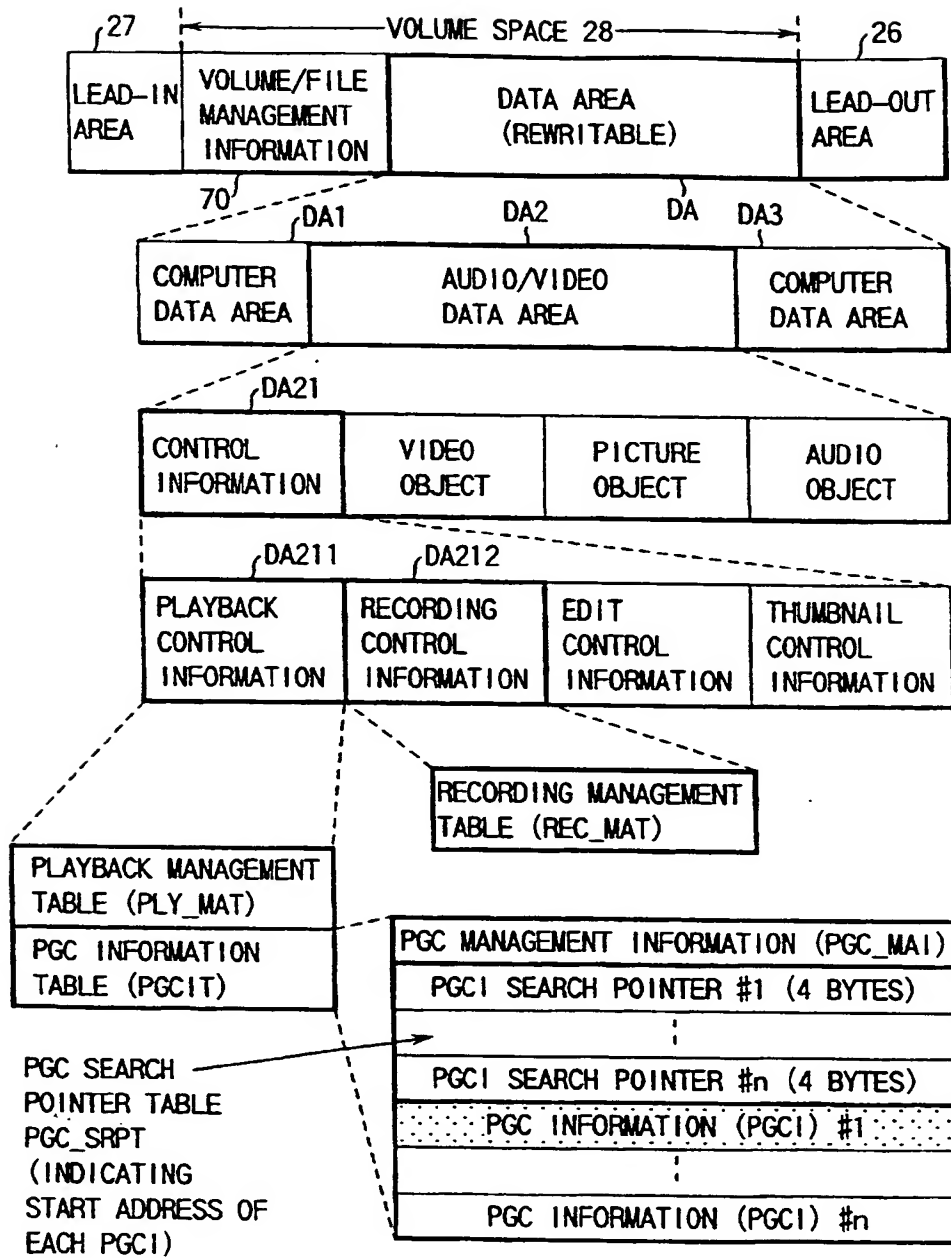 27
VOLUME SPACE 28
26
LEAD-IN
AREA
VOLUME/FILE
MANAGEMENT
INFORMATION
DATA AREA
(REWRITABLE)
LEAD-OUT
AREA
70
DA1
DA2
DA
DA3
COMPUTER
DATA AREA
AUDIO/VIDEO
DATA AREA
COMPUTER
DATA AREA
DA21
CONTROL
INFORMATION
VIDEO
OBJECT
PICTURE
OBJECT
AUDIO
OBJECT
DA211
DA212
PLAYBACK
CONTROL
INFORMATION
RECORDING
CONTROL
INFORMATION
EDIT
CONTROL
INFORMATION
THUMBNAIL
CONTROL
INFORMATION
RECORDING MANAGEMENT
TABLE (REC_MAT)
PLAYBACK MANAGEMENT
TABLE (PLY_MAT)
PGC INFORMATION
TABLE (PGCIT)
PGC MANAGEMENT INFORMATION (PGC_MAI)
PGCI SEARCH POINTER #1 (4 BYTES)
PGCI SEARCH POINTER #n (4 BYTES)
PGC INFORMATION (PGCI) #1
PGC INFORMATION (PGCI) #n
PGC SEARCH
POINTER TABLE
PGC_SRPT
(INDICATING
START ADDRESS OF
EACH PGCI)